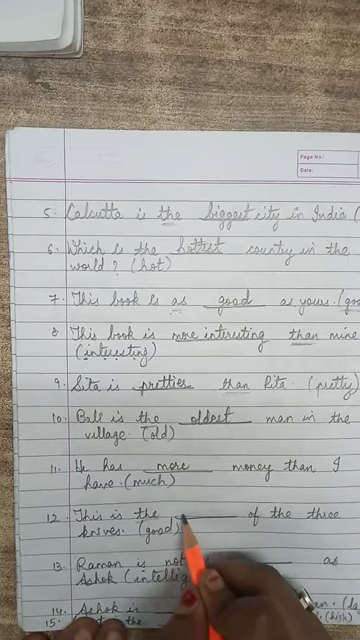 Page No.:
Date:
5. Calcutta is the biggest city in India (
6. Which is the hottest country in the
world? (hot)
7. This book is as good as yours. (goo
8. This book is more interesting than mine
(interesting)
9. Sita is prettier than Rita. (pretty)
10. Bali is the oldest man in the
village. (old)
11. He has more money than I
have. (much)
12. This is the ______ of the three
knives. (good)
13. Raman is not ______ as
Ashok (intellig
14. Ashok is
15. the